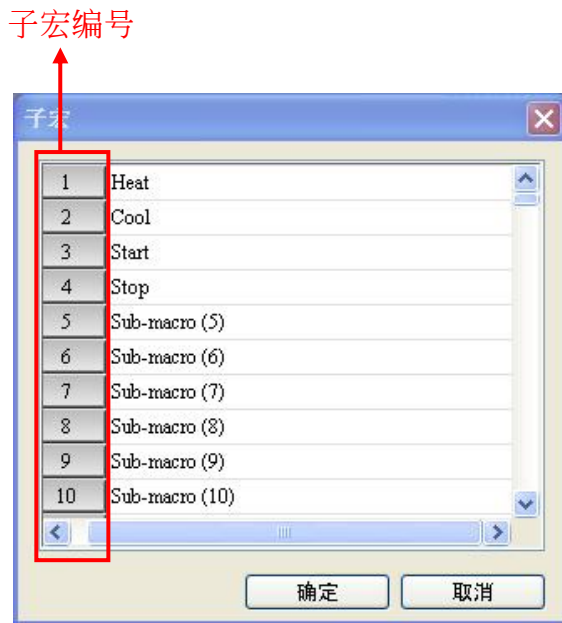 子宏编号
子宏
1 Heat
2 Cool
3 Start
4 Stop
5 Sub-macro (5)
6 Sub-macro (6)
7 Sub-macro (7)
8 Sub-macro (8)
9 Sub-macro (9)
10 Sub-macro (10)
确定 取消